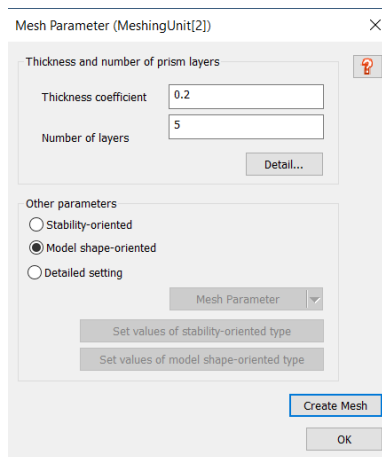 Mesh Parameter (MeshingUnit[2])
Thickness and number of prism layers
Thickness coefficient 0.2
Number of layers 5
Detail...
Other parameters
Stability-oriented
Model shape-oriented
Detailed setting
Mesh Parameter
Set values of stability-oriented type
Set values of model shape-oriented type
Create Mesh
OK